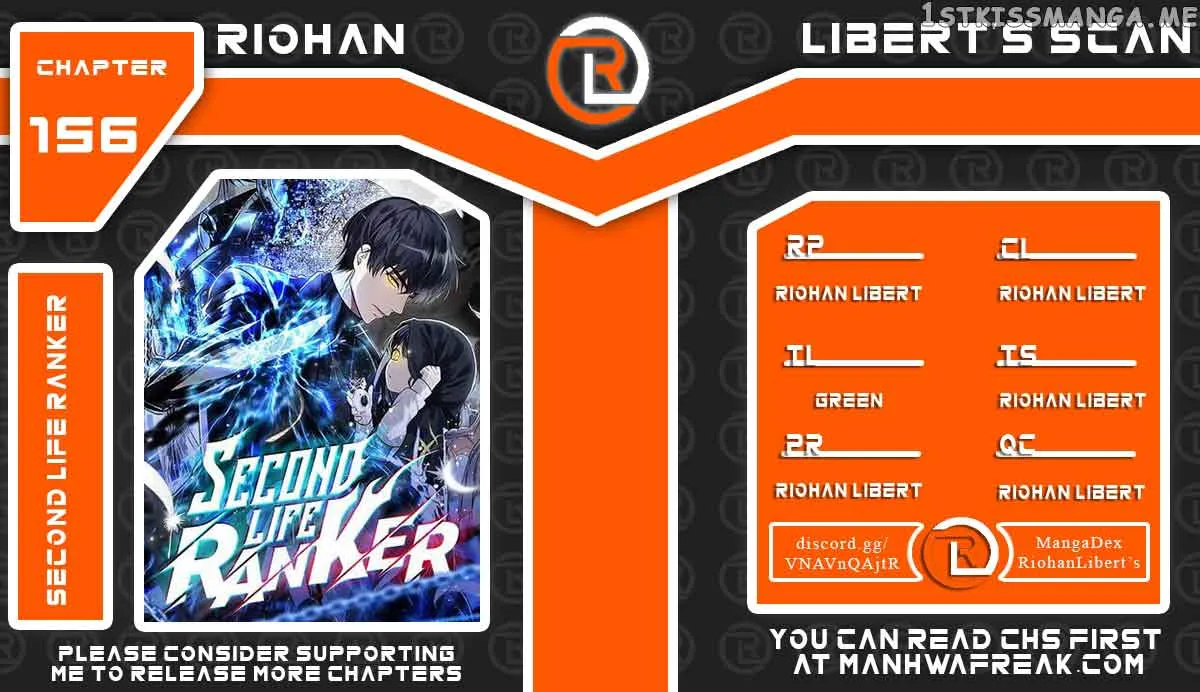 1STKISSMANGA.ME
RIOHAN
LIBERT'S SCAN
CHAPTER
156
SECOND LIFE RANKER
SECOND
LIFE
RANKER
PLEASE CONSIDER SUPPORTING
ME TO RELEASE MORE CHAPTERS
RP
RIOHAN LIBERT
CL
RIOHAN LIBERT
TL
GREEN
TS
RIOHAN LIBERT
PR
RIOHAN LIBERT
QC
RIOHAN LIBERT
discord.gg/
VNAVnQAjtR
MangaDex
RiohanLibert`s
YOU CAN READ CHS FIRST
AT MANHWAFREAK.COM